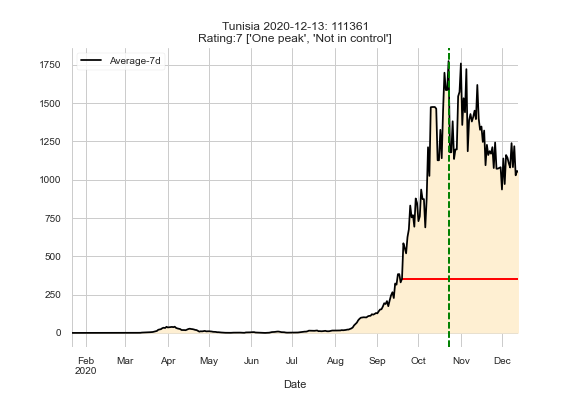 Tunisia 2020-12-13: 111361
Rating:7 ['One peak', 'Not in control']
Average-7d
1750
1500
1250
1000
750
500
250
0
Feb Mar Apr May Jun Jul Aug Sep Oct Nov Dec
2020
Date